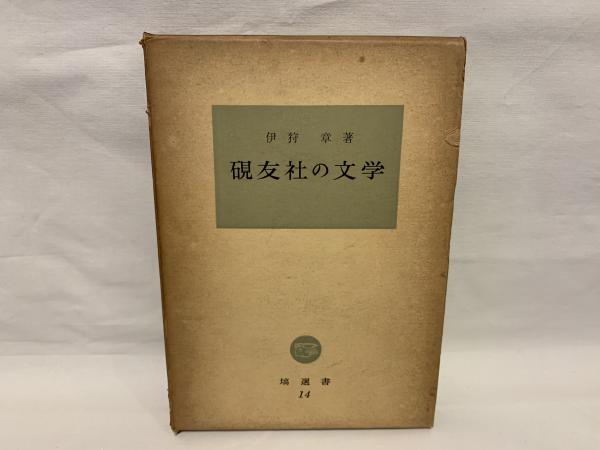 伊狩 章著
硯友社の文学
塙選書
14